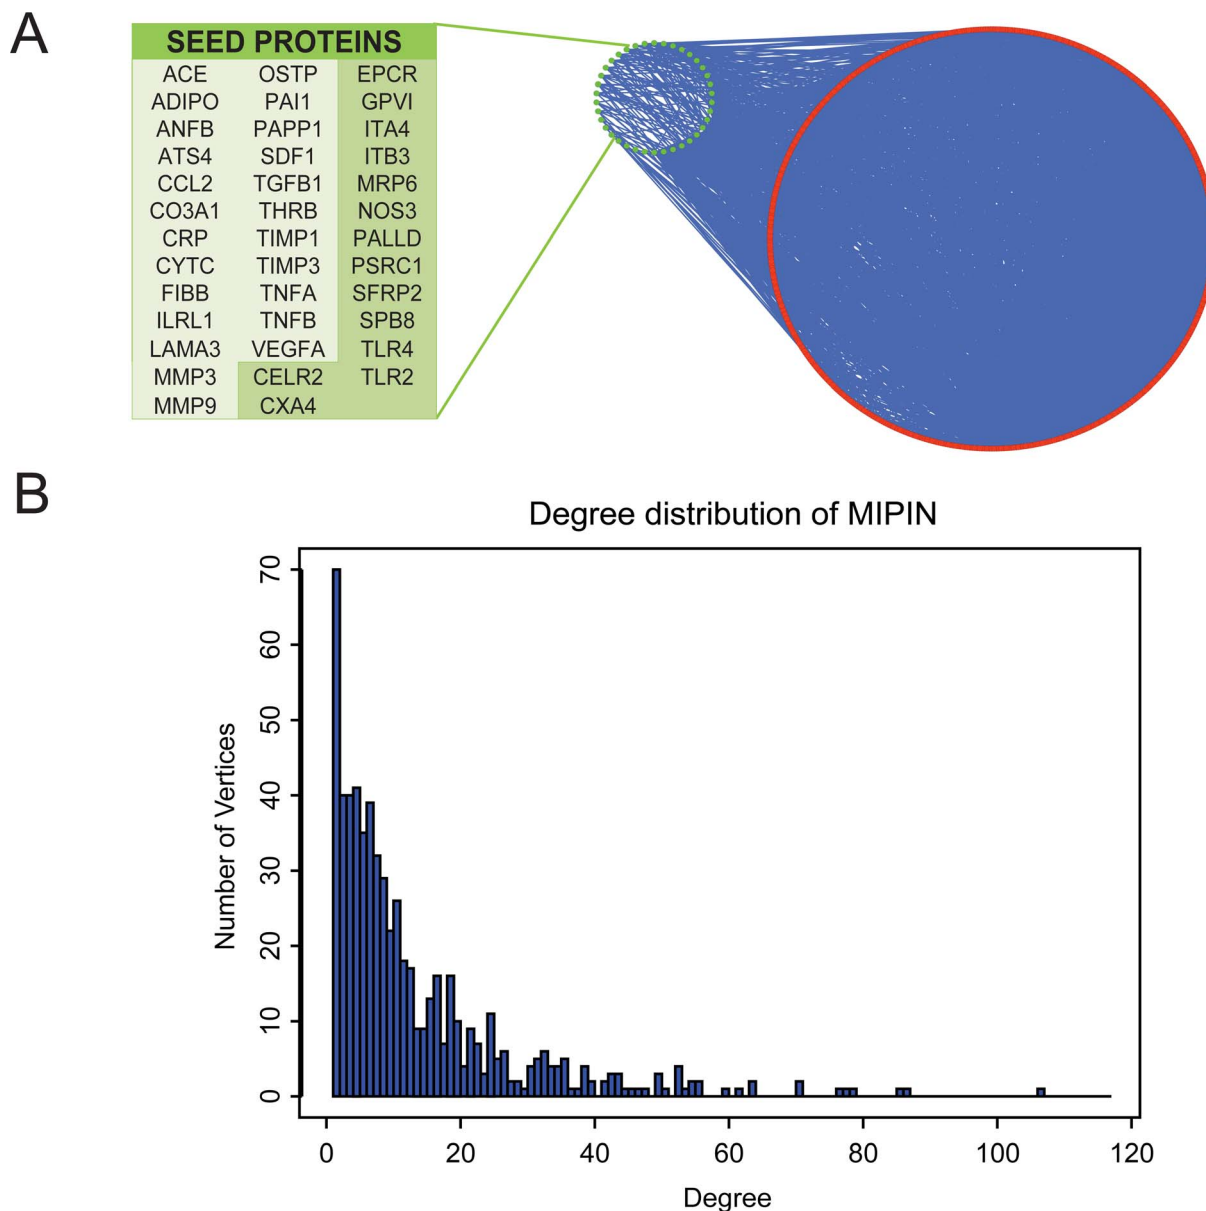 A
SEED PROTEINS
ACE OSTP EPCR
ADIPO PAI1 GPVI
ANFB PAPP1 ITA4
ATS4 SDF1 ITB3
CCL2 TGFB1 MRP6
CO3A1 THRB NOS3
CRP TIMP1 PALLD
CYTC TIMP3 PSRC1
FIBB TNFA SFRP2
ILRL1 TNFB SPB8
LAMA3 VEGFA TLR4
MMP3 CELR2 TLR2
MMP9 CXA4
B
Degree distribution of MIPIN
Number of Vertices
70
60
50
40
30
20
10
0
0 20 40 60 80 100 120
Degree